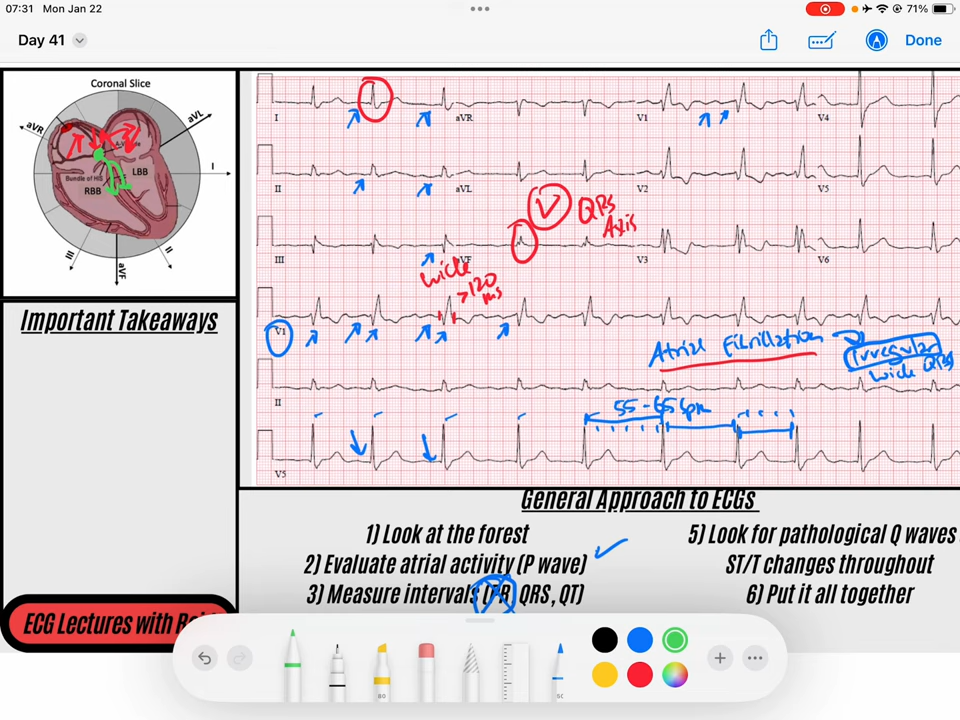 07:31 Mon Jan 22
71%
Day 41
Done
Coronal Slice
aVR
aVL
I
LBB
Bundle of HIS
RBB
III
II
aVF
I
aVR
V1
V4
II
aVL
V2
V5
QRS
Axis
III
aVF
V3
V6
wide
>120
ms
V1
Atrial Fibrillation
irregular
wide QRS
II
55-65 bpm
V5
Important Takeaways
General Approach to ECGs
1) Look at the forest
2) Evaluate atrial activity (P wave)
3) Measure intervals (PR, QRS, QT)
5) Look for pathological Q waves
ST/T changes throughout
6) Put it all together
ECG Lectures with
80